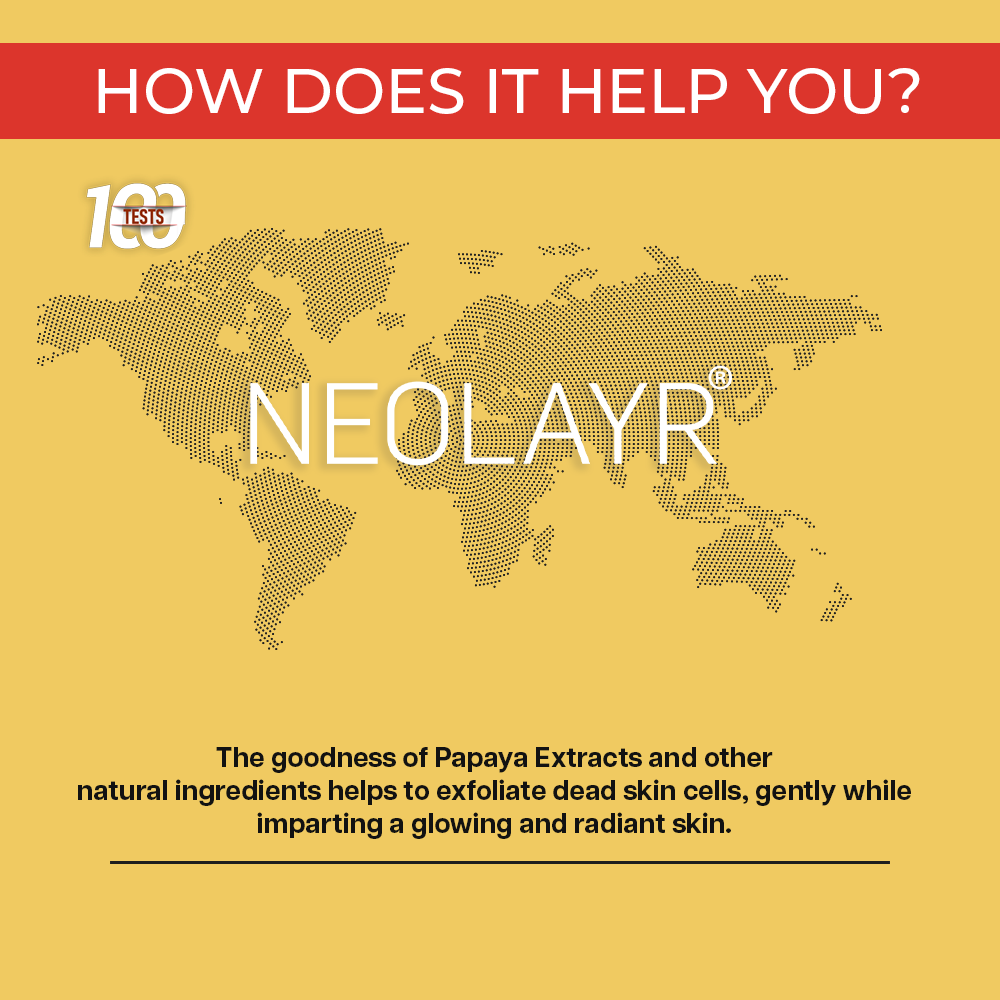 HOW DOES IT HELP YOU?
100
TESTS
NEOLAYR®
The goodness of Papaya Extracts and other
natural ingredients helps to exfoliate dead skin cells, gently while
imparting a glowing and radiant skin.